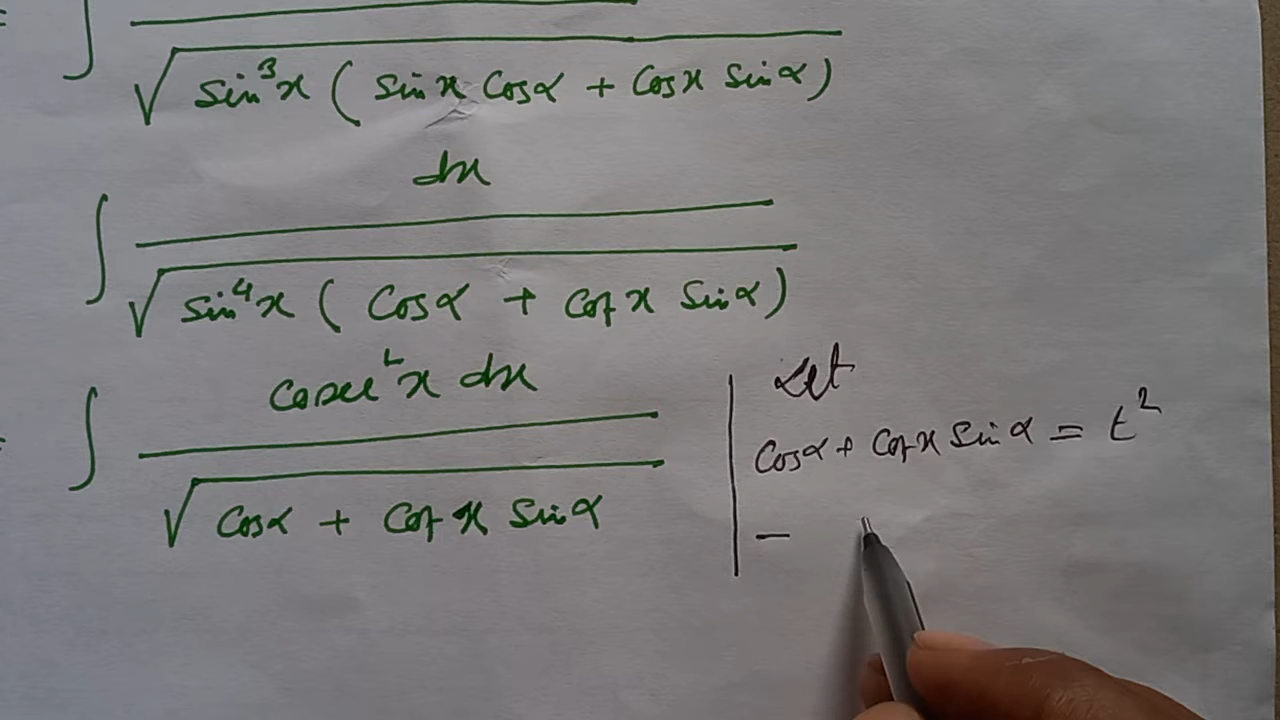 = ∫ ───
√ sin³x ( sinx cosα + cosx sinα )
∫ dx
√ sin⁴x ( cosα + cotx sinα )
= ∫ cosec²x dx
√ cosα + cotx sinα
Let
cosα + cotx sinα = t²
−